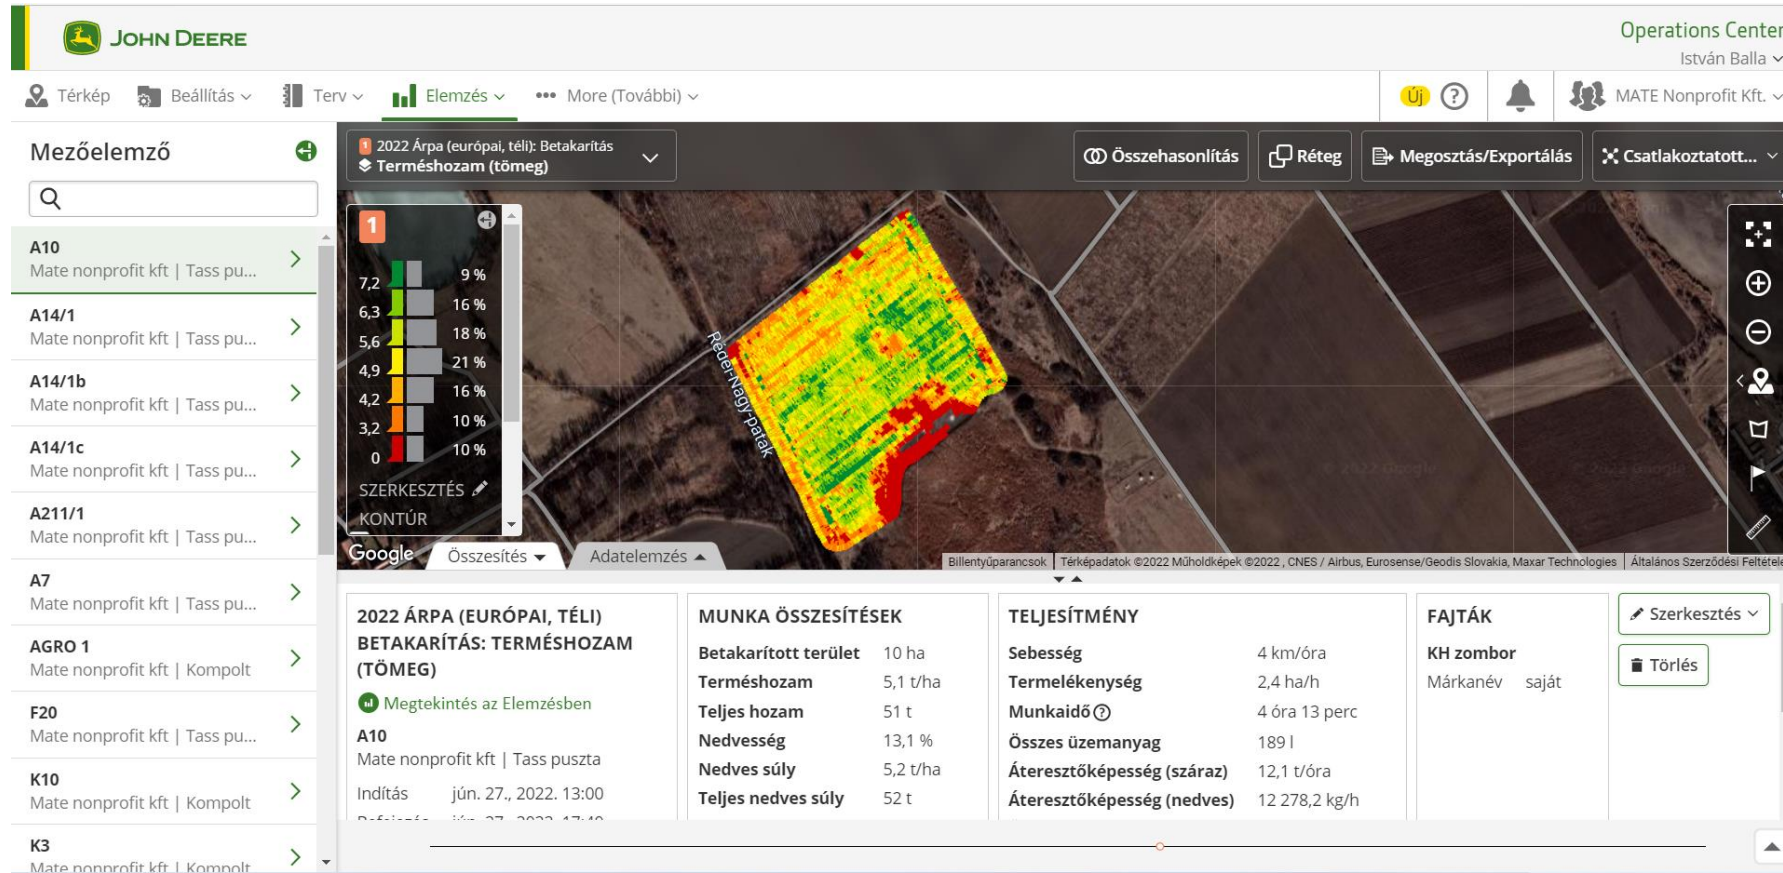 JOHN DEERE
Operations Center
István Balla
Térkép
Beállítás
Terv
Elemzés
More (További)
Új
MATE Nonprofit Kft.
Mezőelemző
A10
Mate nonprofit kft | Tass pu...
A14/1
Mate nonprofit kft | Tass pu...
A14/1b
Mate nonprofit kft | Tass pu...
A14/1c
Mate nonprofit kft | Tass pu...
A211/1
Mate nonprofit kft | Tass pu...
A7
Mate nonprofit kft | Tass pu...
AGRO 1
Mate nonprofit kft | Kompolt
F20
Mate nonprofit kft | Tass pu...
K10
Mate nonprofit kft | Kompolt
K3
Mate nonprofit kft | Kompolt
1 2022 Árpa (európai, téli): Betakarítás
Terméshozam (tömeg)
Összehasonlítás
Réteg
Megosztás/Exportálás
Csatlakoztatott...
1
7,2 9 %
6,3 16 %
5,6 18 %
4,9 21 %
4,2 16 %
3,2 10 %
0 10 %
SZERKESZTÉS
KONTÚR
Rédei-Nagy-patak
Google
Összesítés
Adatelemzés
Billentyűparancsok
Térképadatok ©2022 Műholdképek ©2022 , CNES / Airbus, Eurosense/Geodis Slovakia, Maxar Technologies
Általános Szerződési Feltétele
2022 ÁRPA (EURÓPAI, TÉLI)
BETAKARÍTÁS: TERMÉSHOZAM
(TÖMEG)
Megtekintés az Elemzésben
A10
Mate nonprofit kft | Tass puszta
Indítás jún. 27., 2022. 13:00
MUNKA ÖSSZESÍTÉSEK
Betakarított terület 10 ha
Terméshozam 5,1 t/ha
Teljes hozam 51 t
Nedvesség 13,1 %
Nedves súly 5,2 t/ha
Teljes nedves súly 52 t
TELJESÍTMÉNY
Sebesség 4 km/óra
Termelékenység 2,4 ha/h
Munkaidő 4 óra 13 perc
Összes üzemanyag 189 l
Áteresztőképesség (száraz) 12,1 t/óra
Áteresztőképesség (nedves) 12 278,2 kg/h
FAJTÁK
KH zombor
Márkanév saját
Szerkesztés
Törlés